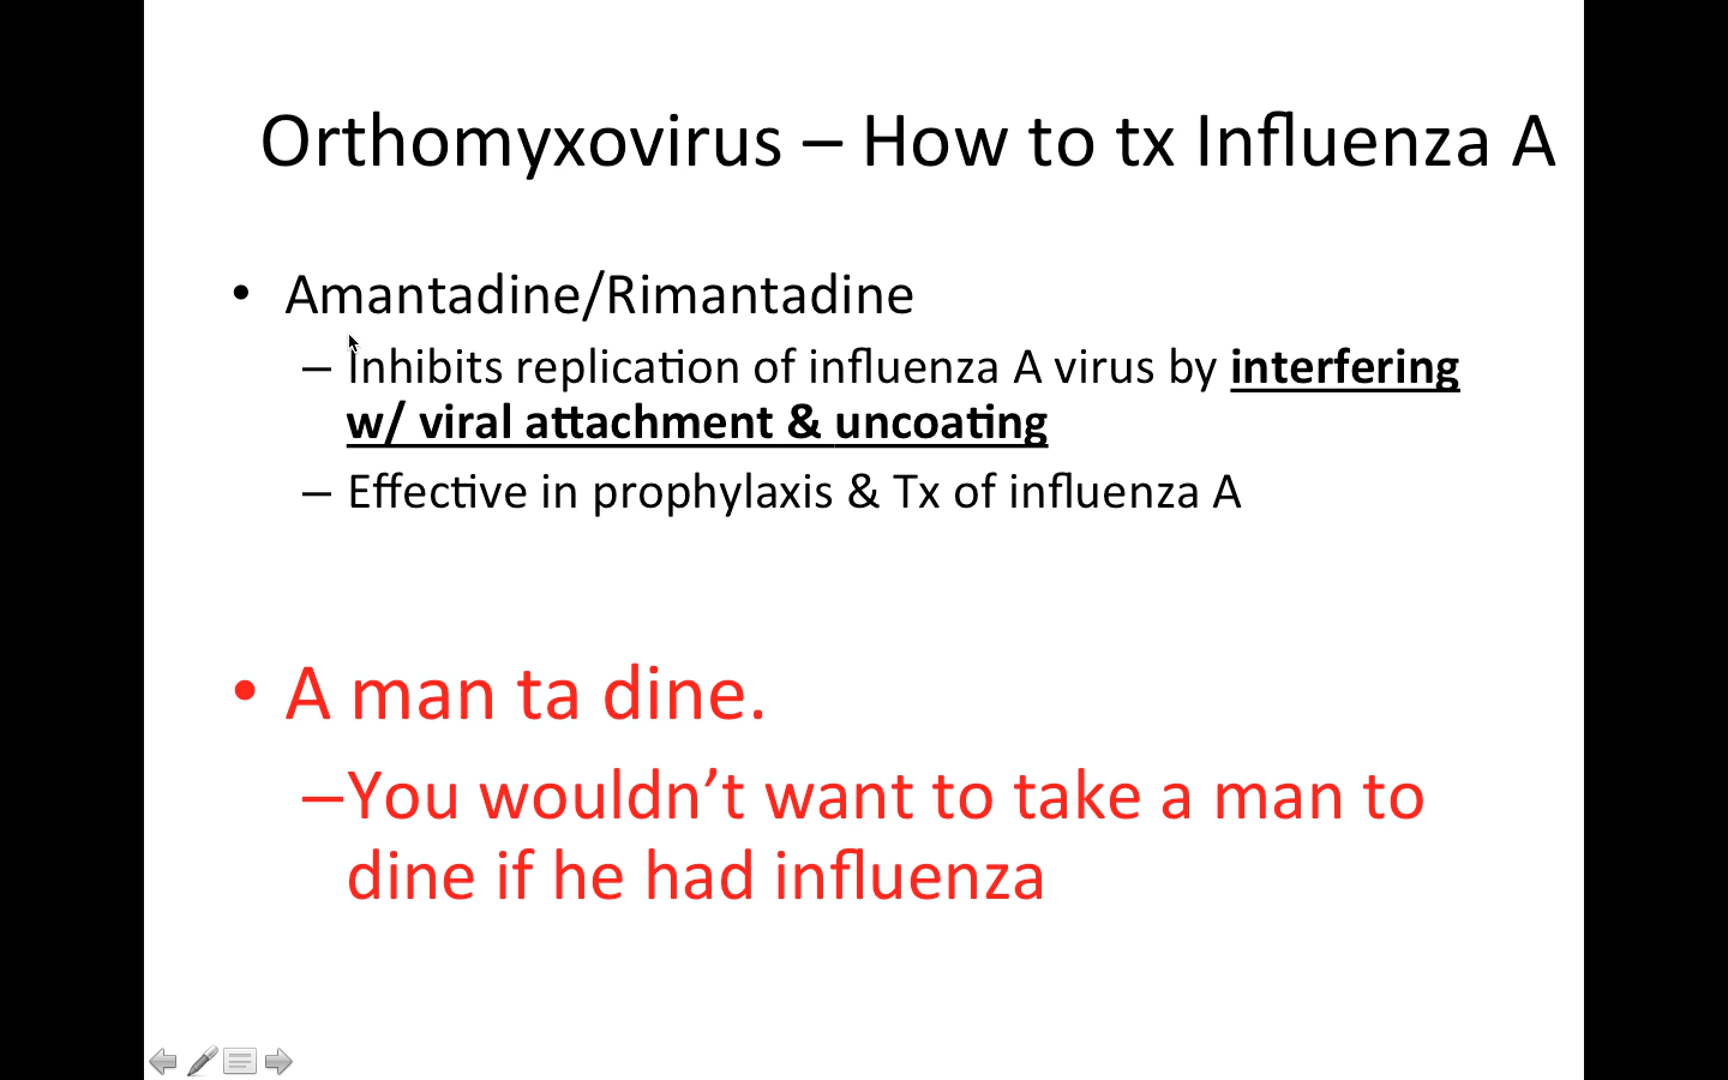 Orthomyxovirus – How to tx Influenza A
• Amantadine/Rimantadine
– Inhibits replication of influenza A virus by interfering
w/ viral attachment & uncoating
– Effective in prophylaxis & Tx of influenza A
• A man ta dine.
–You wouldn’t want to take a man to
dine if he had influenza